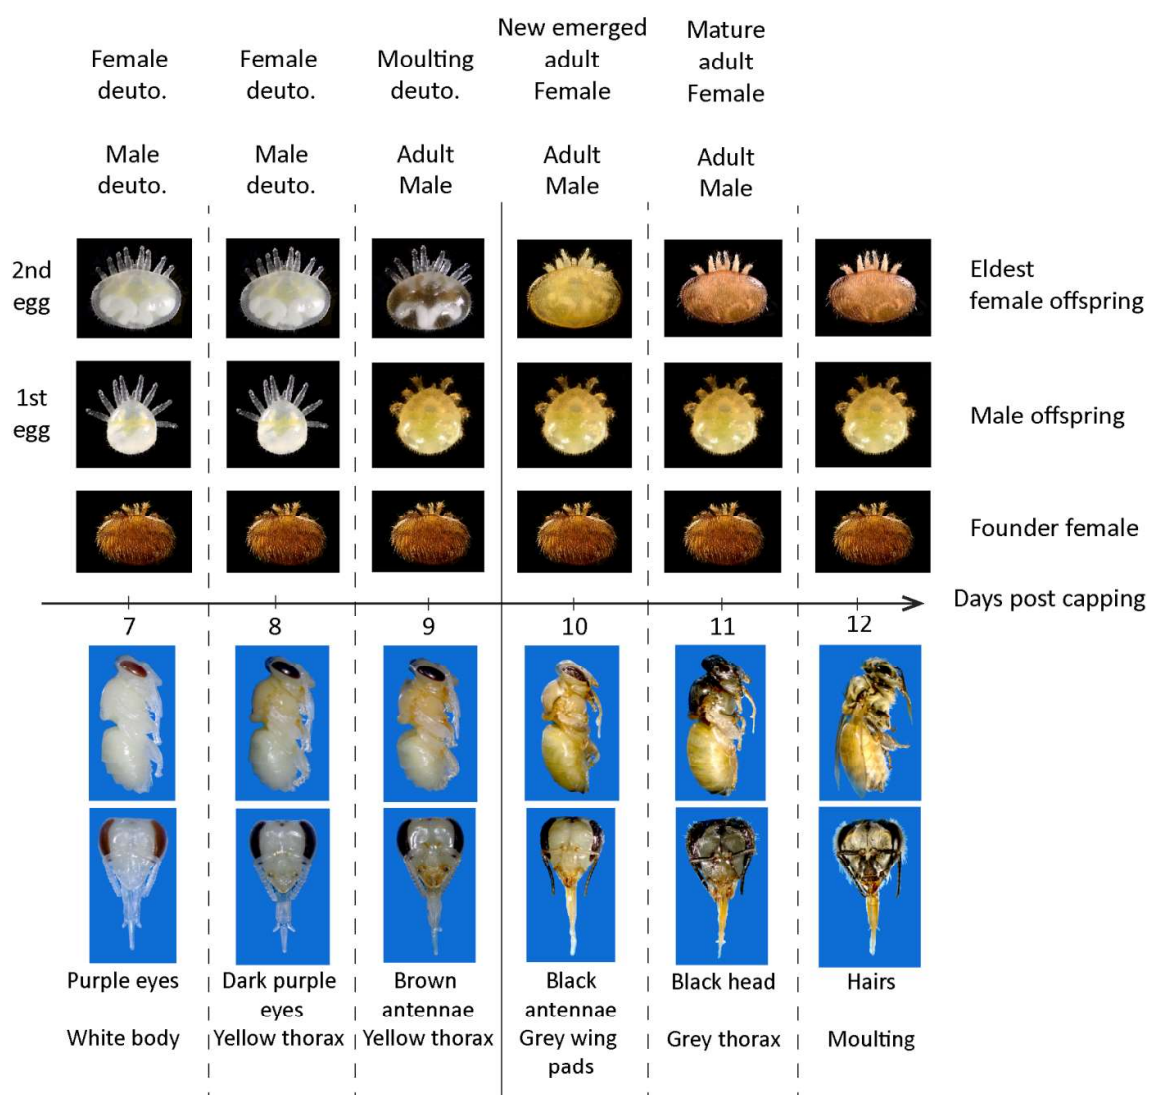 Female
deuto.
Female
deuto.
Moulting
deuto.
New emerged
adult
Female
Mature
adult
Female
Male
deuto.
Male
deuto.
Adult
Male
Adult
Male
Adult
Male
2nd
egg
Eldest
female offspring
1st
egg
Male offspring
Founder female
Days post capping
7
8
9
10
11
12
Purple eyes
Dark purple
eyes
Brown
antennae
Black
antennae
Black head
Hairs
White body
Yellow thorax
Yellow thorax
Grey wing
pads
Grey thorax
Moulting